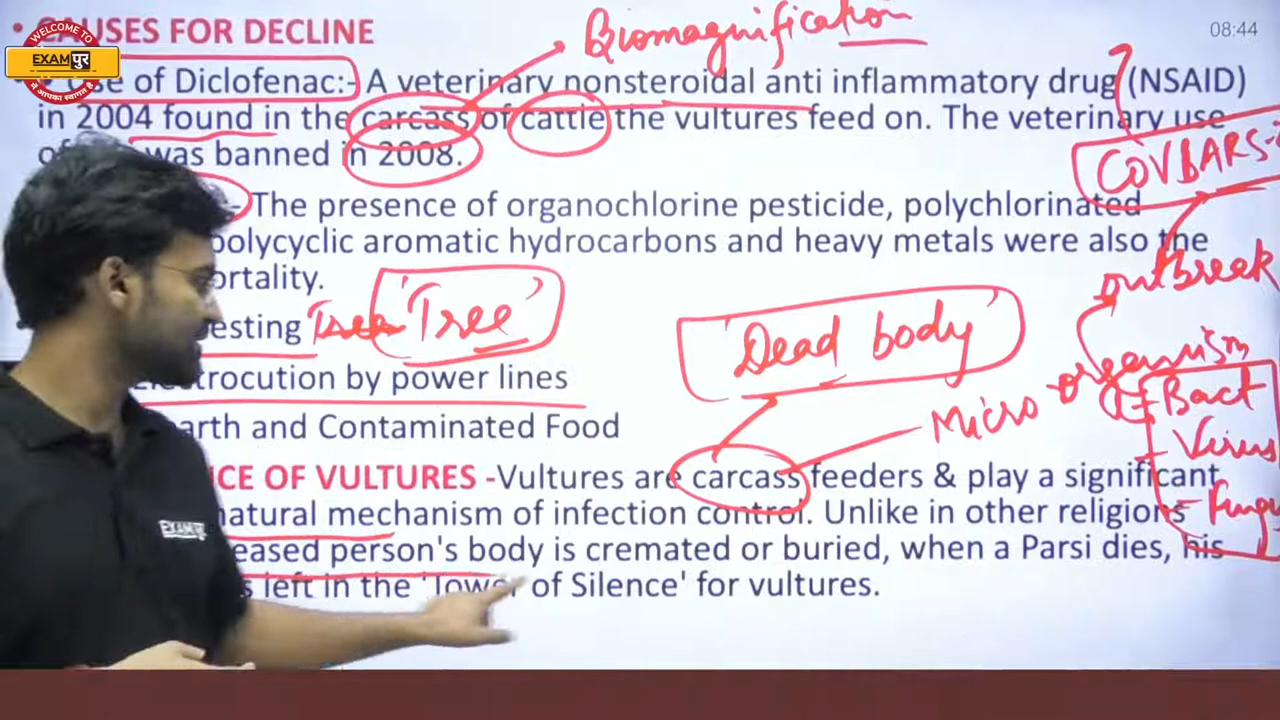 • CAUSES FOR DECLINE
Biomagnification
08:44
WELCOME TO
EXAMपुर
में आपका स्वागत है
Use of Diclofenac:- A veterinary nonsteroidal anti inflammatory drug (NSAID)
in 2004 found in the carcass of cattle the vultures feed on. The veterinary use
was banned in 2008.
COVBARS-
The presence of organochlorine pesticide, polychlorinated
polycyclic aromatic hydrocarbons and heavy metals were also the
outbreak
esting Tree 'Tree'
'Dead body'
Micro organism
electrocution by power lines
Bact
arth and Contaminated Food
Virus
OF VULTURES -Vultures are carcass feeders & play a significant
natural mechanism of infection control. Unlike in other religions
Fungu
EXAMपुर
eased person's body is cremated or buried, when a Parsi dies, his
left in the 'Tower of Silence' for vultures.